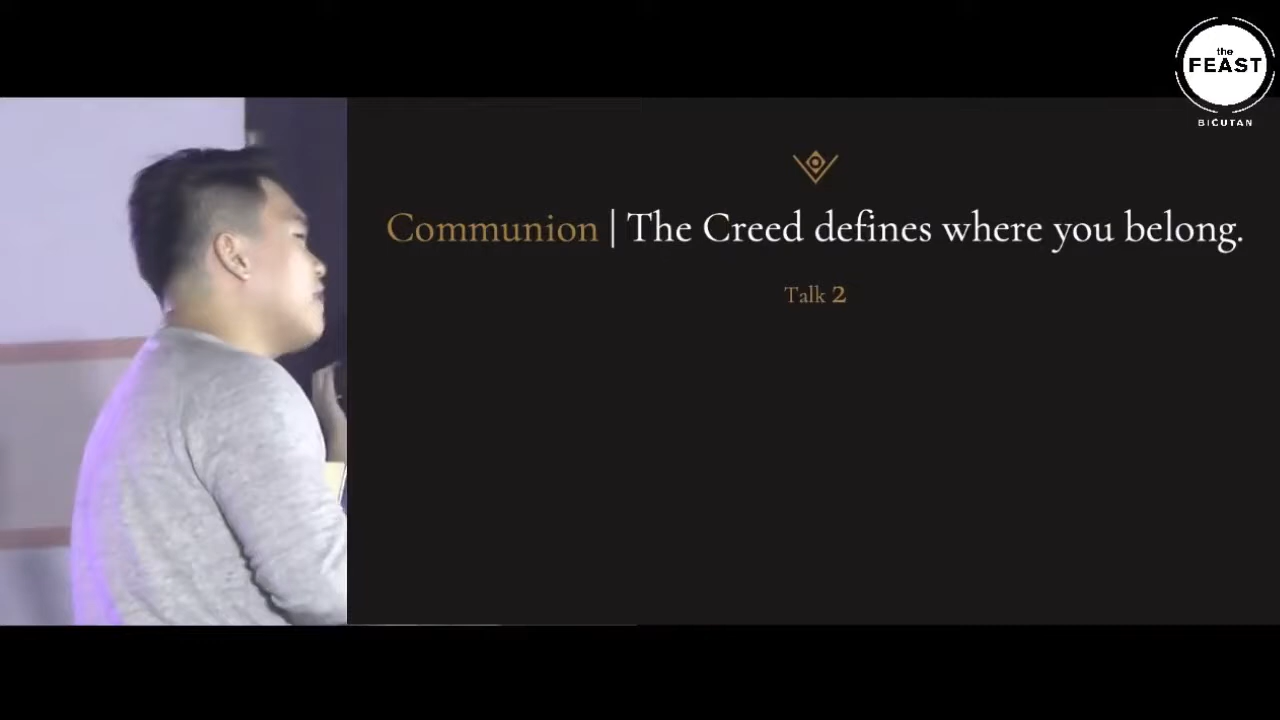 the
FEAST
BICUTAN
Communion | The Creed defines where you belong.
Talk 2